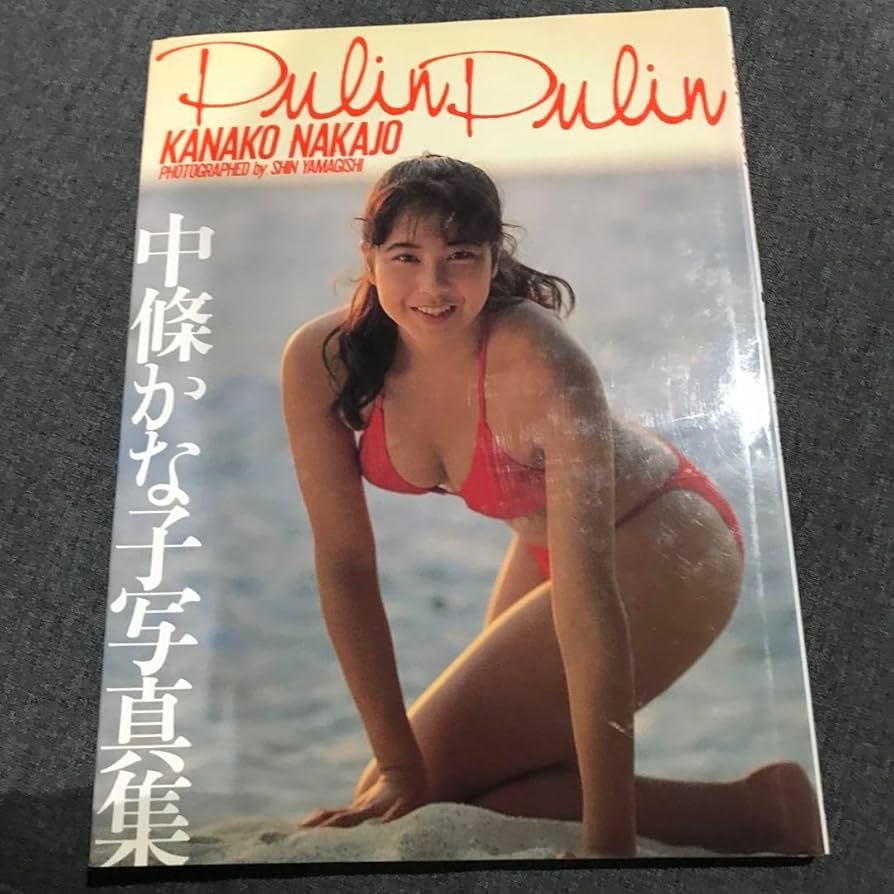 Pulin Pulin
KANAKO NAKAJO
PHOTOGRAPHED by SHIN YAMAGISHI
中條かな子写真集